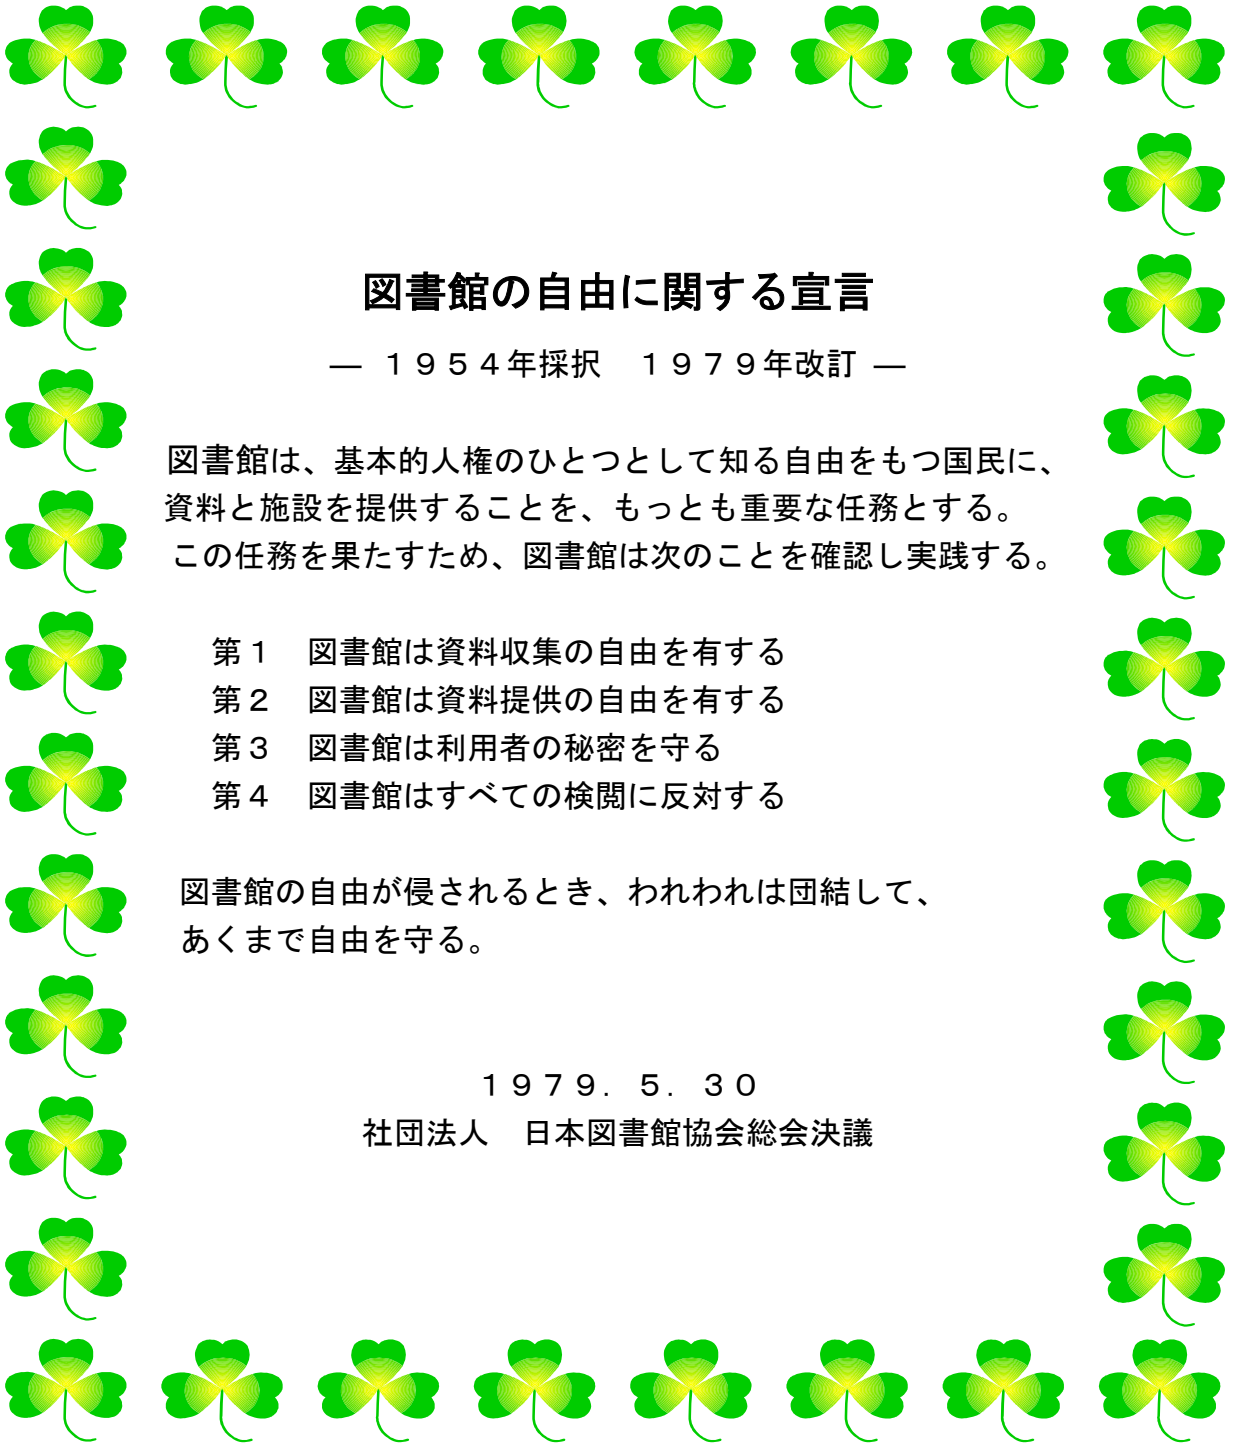 図書館の自由に関する宣言
― １９５４年採択　１９７９年改訂 ―
図書館は、基本的人権のひとつとして知る自由をもつ国民に、
資料と施設を提供することを、もっとも重要な任務とする。
この任務を果たすため、図書館は次のことを確認し実践する。
第１　図書館は資料収集の自由を有する
第２　図書館は資料提供の自由を有する
第３　図書館は利用者の秘密を守る
第４　図書館はすべての検閲に反対する
図書館の自由が侵されるとき、われわれは団結して、
あくまで自由を守る。
１９７９．５．３０
社団法人　日本図書館協会総会決議